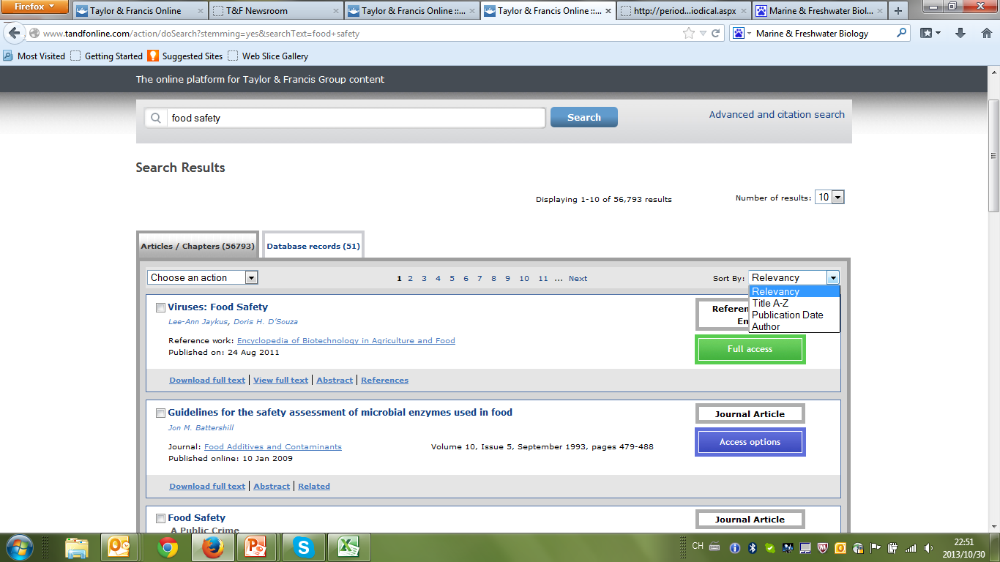 Firefox
Taylor & Francis Online
T&F Newsroom
Taylor & Francis Online ::...
Taylor & Francis Online ::...
http://period...iodical.aspx
Marine & Freshwater Biol...
www.tandfonline.com/action/doSearch?stemming=yes&searchText=food+safety
Marine & Freshwater Biology
Most Visited
Getting Started
Suggested Sites
Web Slice Gallery
The online platform for Taylor & Francis Group content
food safety
Search
Advanced and citation search
Search Results
Displaying 1-10 of 56,793 results
Number of results: 10
Articles / Chapters (56793)
Database records (51)
Choose an action
1 2 3 4 5 6 7 8 9 10 11 ... Next
Sort By: Relevancy
Relevancy
Title A-Z
Publication Date
Author
Viruses: Food Safety
Lee-Ann Jaykus, Doris H. D'Souza
Reference work: Encyclopedia of Biotechnology in Agriculture and Food
Published on: 24 Aug 2011
Full access
Download full text | View full text | Abstract | References
Guidelines for the safety assessment of microbial enzymes used in food
Jon M. Battershill
Journal Article
Journal: Food Additives and Contaminants
Volume 10, Issue 5, September 1993, pages 479-488
Published online: 10 Jan 2009
Access options
Download full text | Abstract | Related
Food Safety
A Public Crime
Journal Article
CH
22:51
2013/10/30